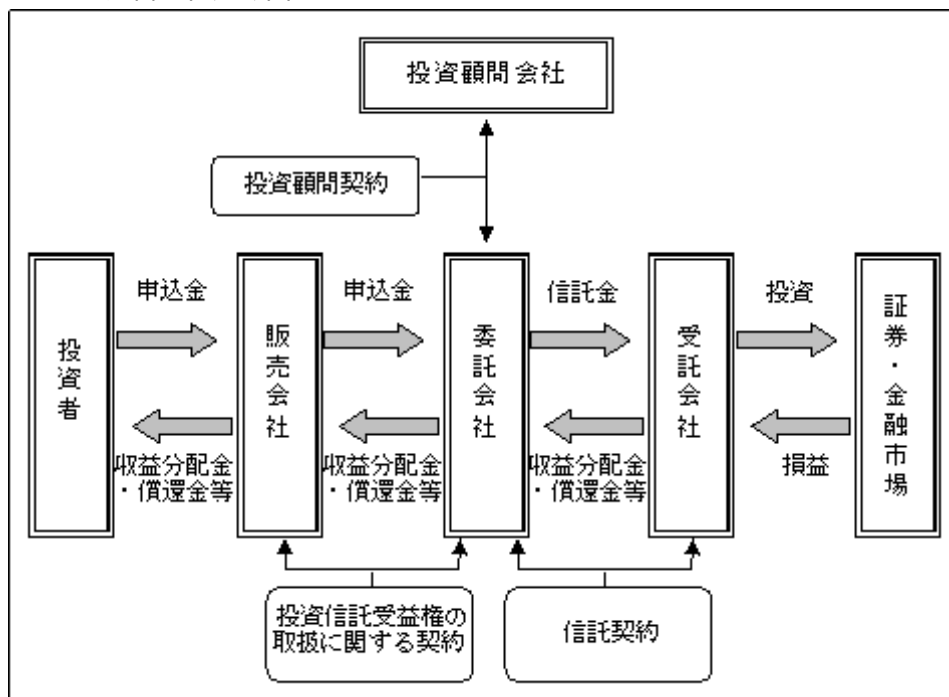 投資顧問会社
投資顧問契約
投資者
申込金
収益分配金
・償還金等
販売会社
申込金
収益分配金
・償還金等
委託会社
信託金
収益分配金
・償還金等
受託会社
投資
損益
証券・金融市場
投資信託受益権の
取扱に関する契約
信託契約